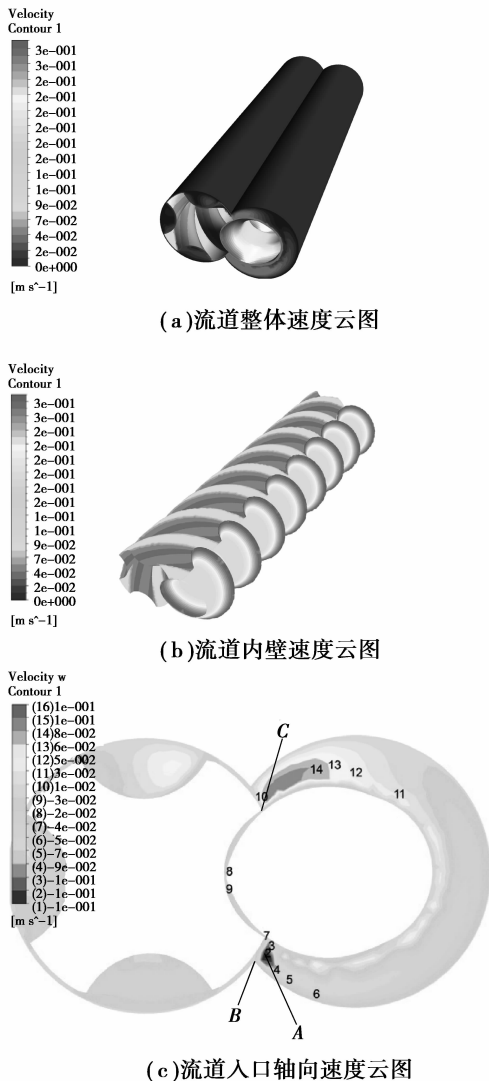 Velocity
Contour 1
3e-001
3e-001
2e-001
2e-001
2e-001
2e-001
2e-001
2e-001
1e-001
1e-001
9e-002
7e-002
4e-002
2e-002
0e+000
[m s^-1]
(a)流道整体速度云图
Velocity
Contour 1
3e-001
3e-001
2e-001
2e-001
2e-001
2e-001
2e-001
2e-001
1e-001
1e-001
9e-002
7e-002
4e-002
2e-002
0e+000
[m s^-1]
(b)流道内壁速度云图
Velocity w
Contour 1
(16)1e-001
(15)1e-001
(14)8e-002
(13)6e-002
(12)5e-002
(11)3e-002
(10)1e-002
(9)-3e-002
(8)-2e-002
(7)-4e-002
(6)-5e-002
(5)-7e-002
(4)-9e-002
(3)-1e-001
(2)-1e-001
(1)-1e-001
[m s^-1]
C
13
14
12
10
11
8
9
7
3
4
5
6
B
A
(c)流道入口轴向速度云图